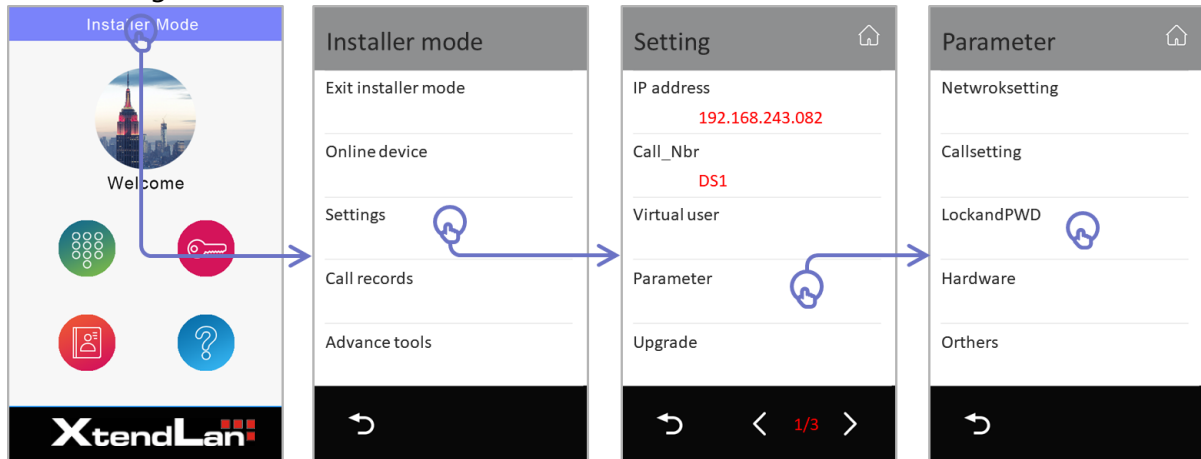 Installer Mode
Welcome
XtendLan
Installer mode
Exit installer mode
Online device
Settings
Call records
Advance tools
Setting
IP address
192.168.243.082
Call_Nbr
DS1
Virtual user
Parameter
Upgrade
1/3
Parameter
Netwroksetting
Callsetting
LockandPWD
Hardware
Orthers